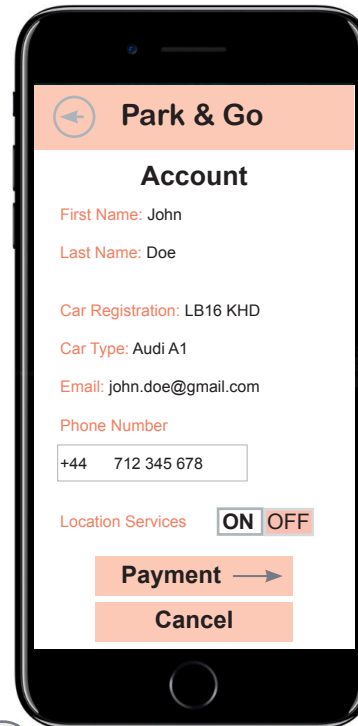 Park & Go
Account
First Name: John
Last Name: Doe
Car Registration: LB16 KHD
Car Type: Audi A1
Email: john.doe@gmail.com
Phone Number
+44 712 345 678
Location Services ON OFF
Payment
Cancel